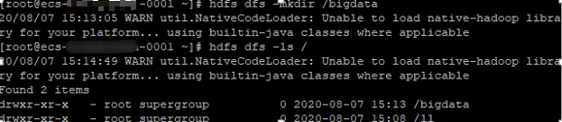 [root@ecs- -0001 ~]# hdfs dfs -mkdir /bigdata
20/08/07 15:13:05 WARN util.NativeCodeLoader: Unable to load native-hadoop libra
ry for your platform... using builtin-java classes where applicable
[root@ecs- -0001 ~]# hdfs dfs -ls /
20/08/07 15:14:49 WARN util.NativeCodeLoader: Unable to load native-hadoop libra
ry for your platform... using builtin-java classes where applicable
Found 2 items
drwxr-xr-x - root supergroup 0 2020-08-07 15:13 /bigdata
drwxr-xr-x - root supergroup 0 2020-08-07 15:08 /ll